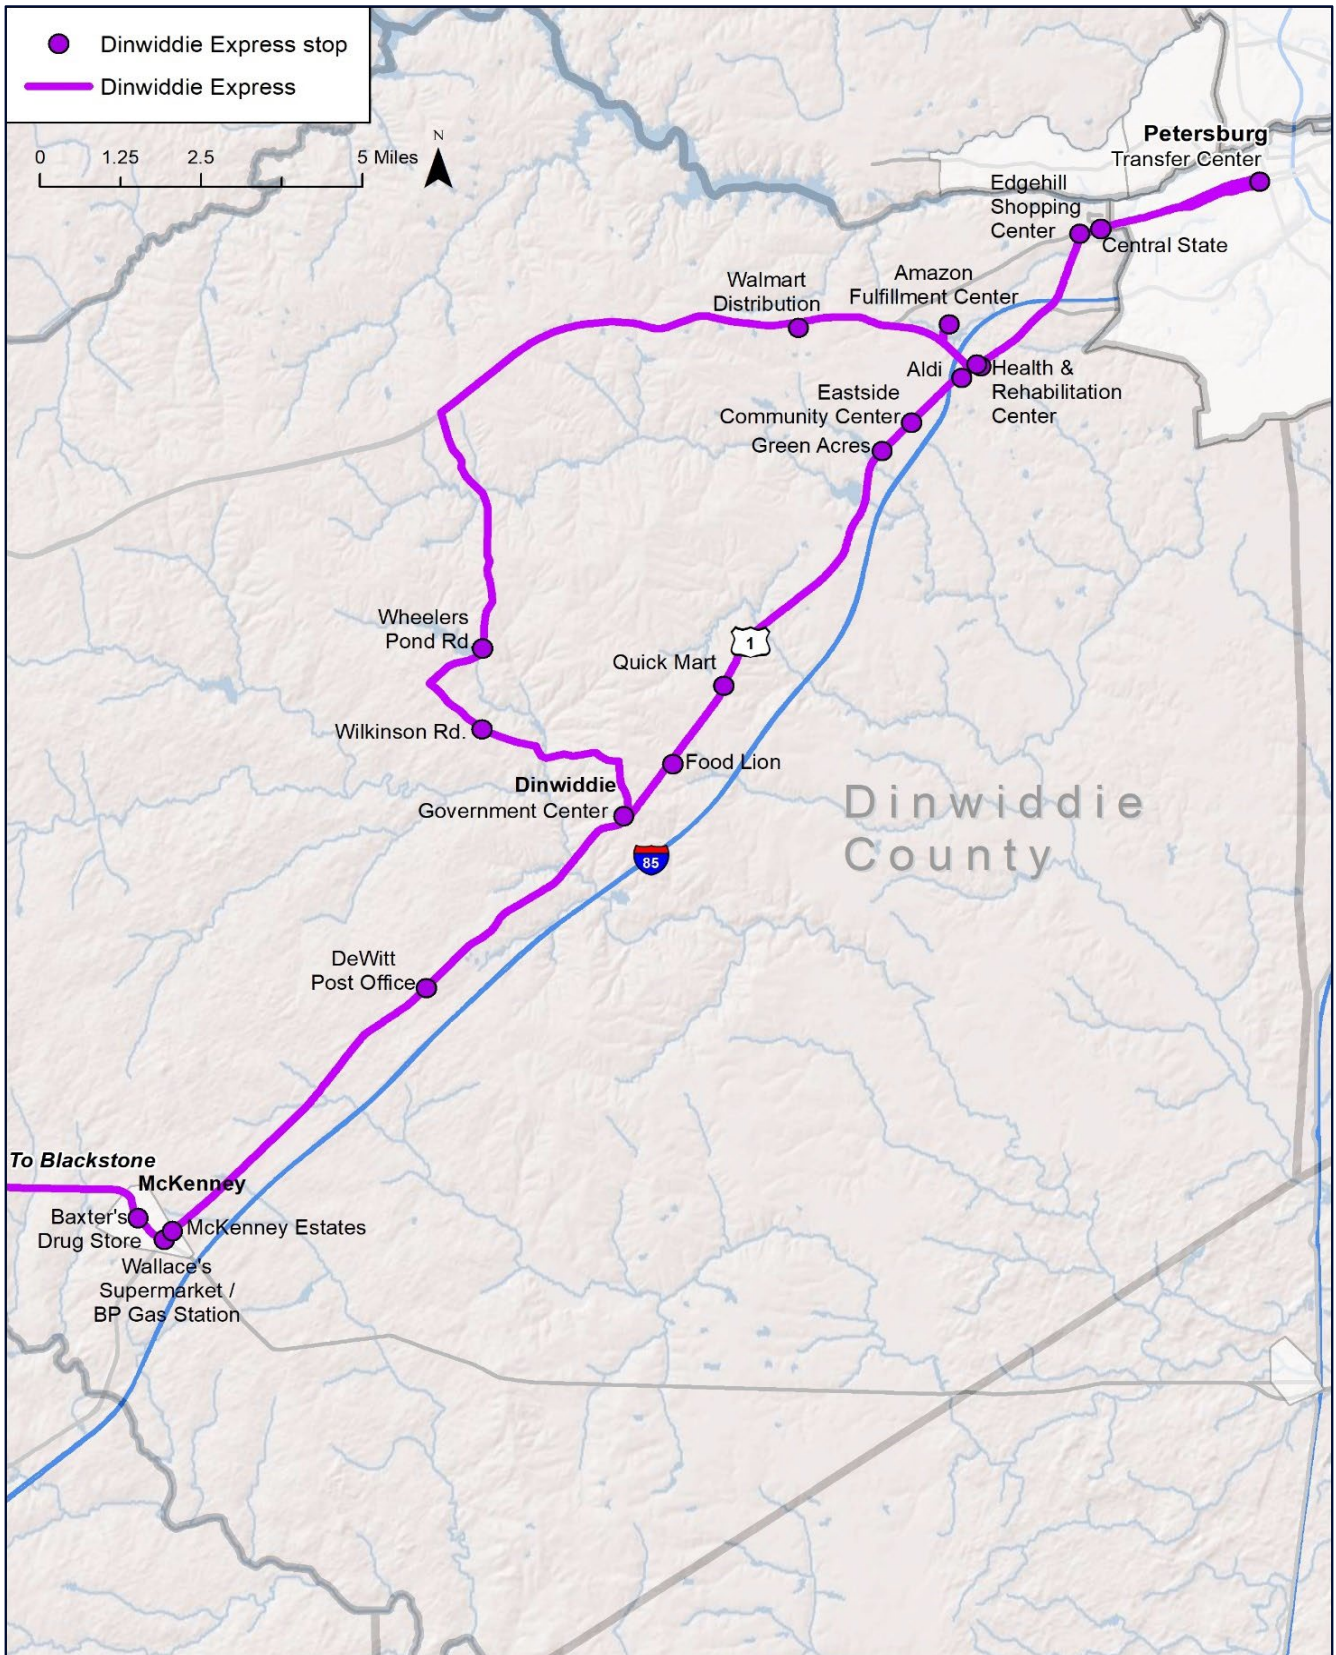 Dinwiddie Express stop
Dinwiddie Express
0 1.25 2.5 5 Miles
N
Petersburg
Transfer Center
Edgehill
Shopping
Center
Central State
Amazon
Fulfillment Center
Walmart
Distribution
Aldi
Health &
Rehabilitation
Center
Eastside
Community Center
Green Acres
Wheelers
Pond Rd
1
Quick Mart
Wilkinson Rd.
Food Lion
Dinwiddie
Government Center
Dinwiddie
County
85
DeWitt
Post Office
To Blackstone
McKenney
Baxter's
Drug Store
McKenney Estates
Wallace's
Supermarket /
BP Gas Station